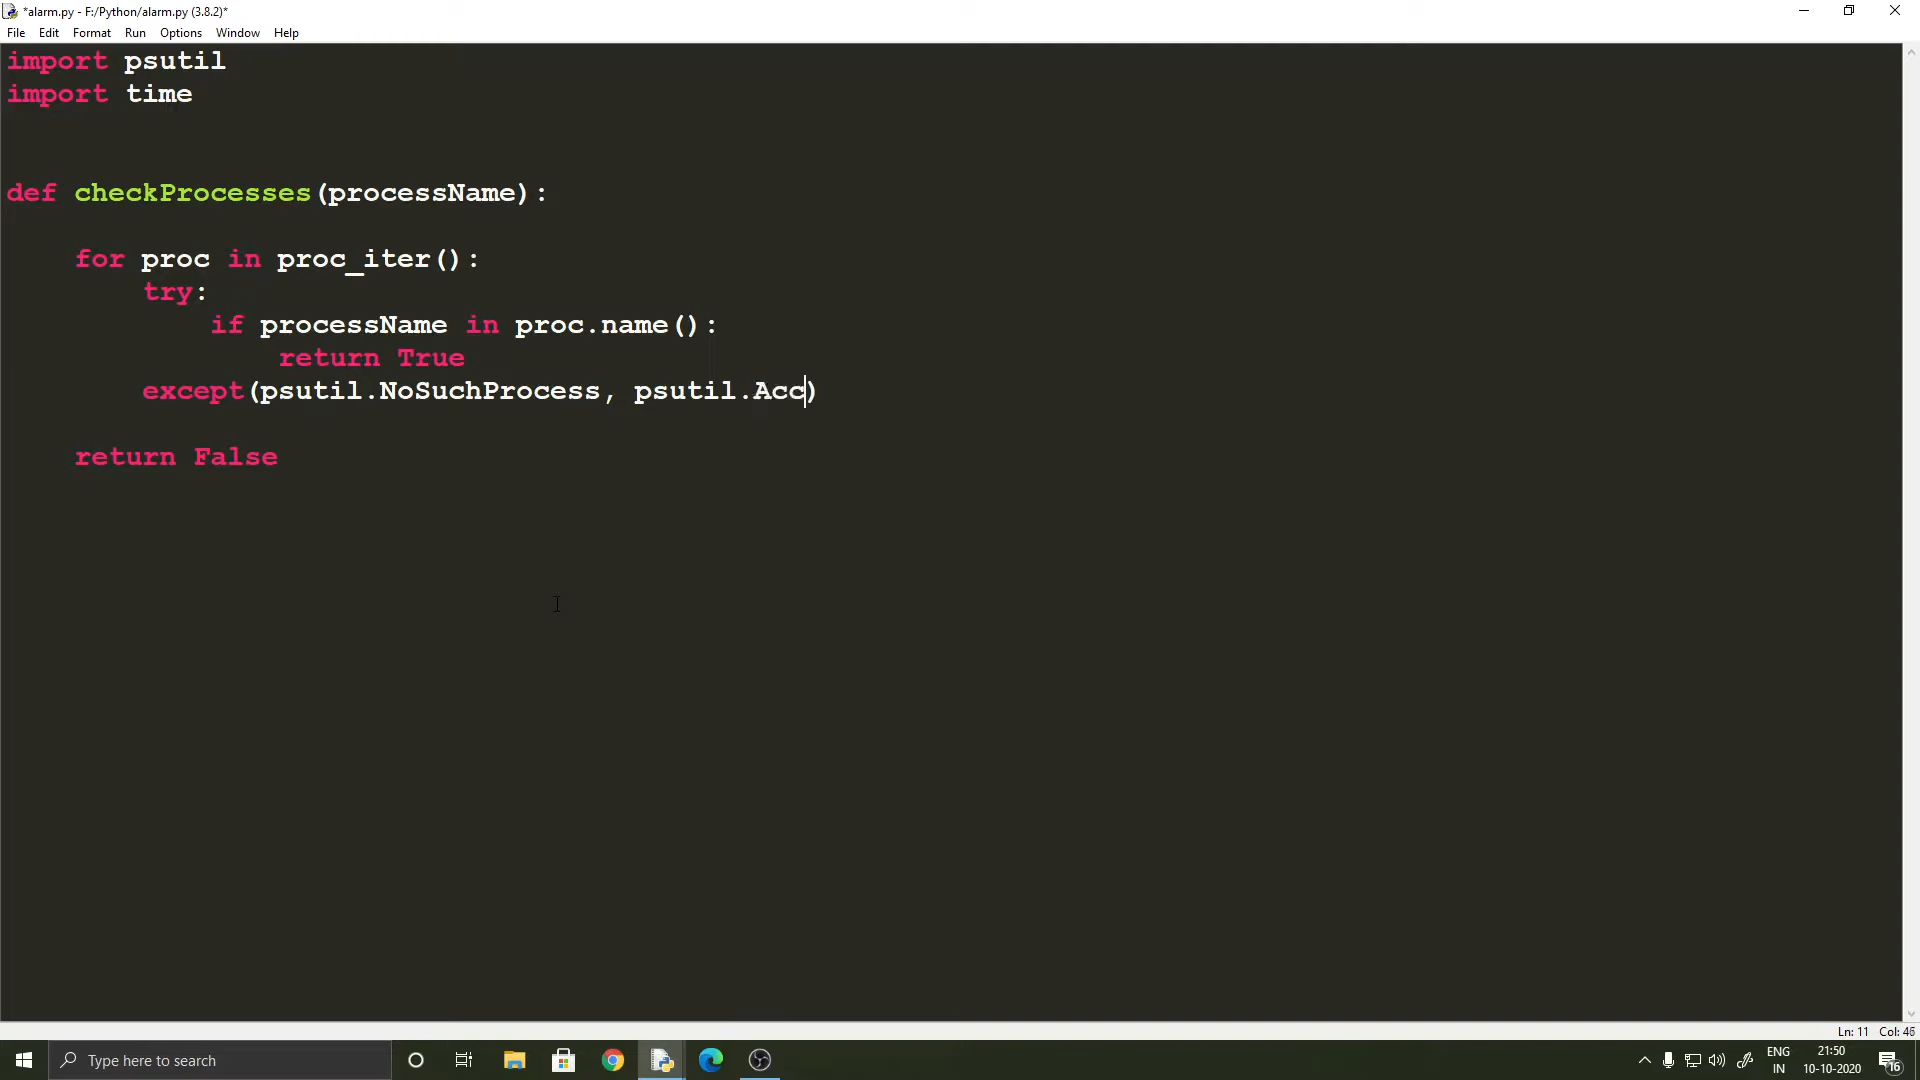 *alarm.py - F:/Python/alarm.py (3.8.2)*
File Edit Format Run Options Window Help
import psutil
import time
def checkProcesses(processName):
    for proc in proc_iter():
        try:
            if processName in proc.name():
                return True
        except(psutil.NoSuchProcess, psutil.Acc)
    return False
Ln: 11 Col: 46
Type here to search
ENG
IN
21:50
10-10-2020
16